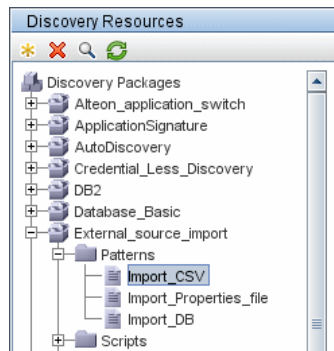 Discovery Resources
Discovery Packages
Alteon_application_switch
ApplicationSignature
AutoDiscovery
Credential_Less_Discovery
DB2
Database_Basic
External_source_import
Patterns
Import_CSV
Import_Properties_file
Import_DB
Scripts